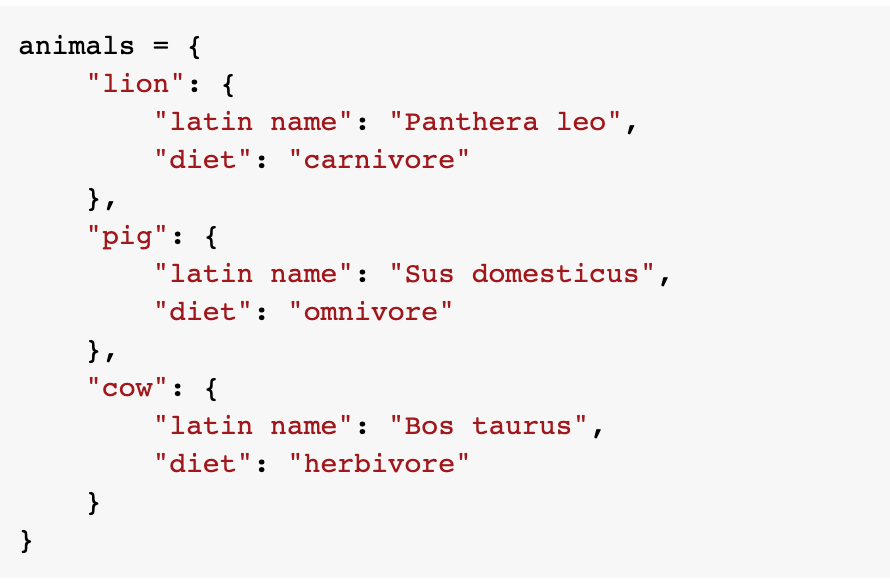 animals = {
    "lion": {
        "latin name": "Panthera leo",
        "diet": "carnivore"
    },
    "pig": {
        "latin name": "Sus domesticus",
        "diet": "omnivore"
    },
    "cow": {
        "latin name": "Bos taurus",
        "diet": "herbivore"
    }
}